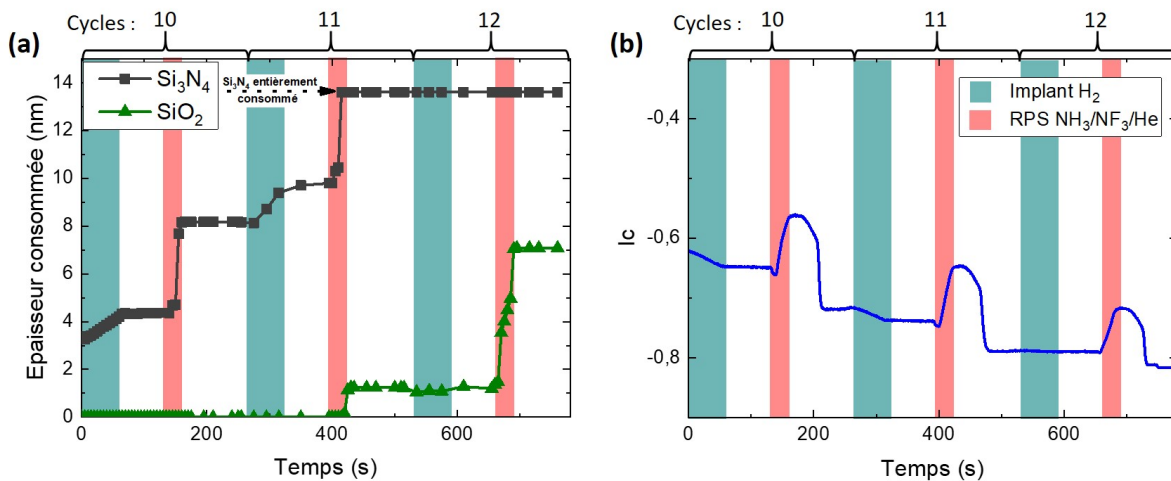 Cycles :
10
11
12
(a)
Si3N4
SiO2
Si3N4 entièrement
consommé
14
12
10
8
6
4
2
1
0
Epaisseur consommée (nm)
0
200
400
600
Temps (s)
Cycles :
10
11
12
(b)
Implant H2
RPS NH3/NF3/He
-0,4
-0,6
-0,8
Ic
0
200
400
600
Temps (s)